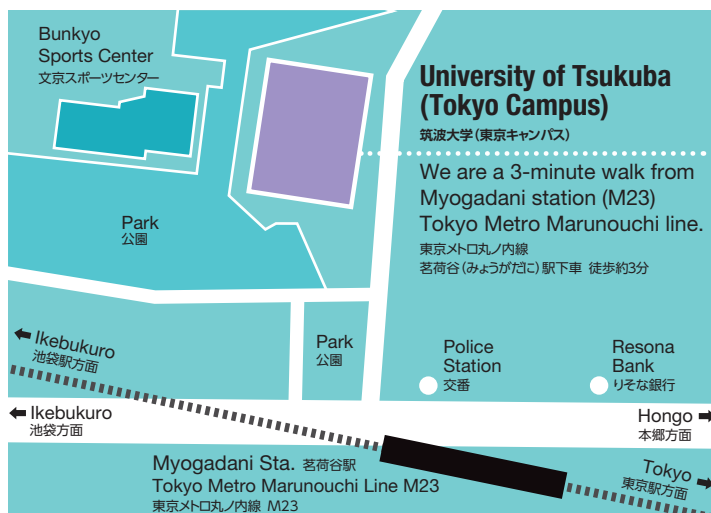 Bunkyo
Sports Center
文京スポーツセンター
University of Tsukuba
(Tokyo Campus)
筑波大学(東京キャンパス)
We are a 3-minute walk from
Myogadani station (M23)
Tokyo Metro Marunouchi line.
東京メトロ丸ノ内線
茗荷谷(みょうがだに)駅下車 徒歩約3分
Park
公園
Park
公園
Police
Station
交番
Resona
Bank
りそな銀行
Ikebukuro
池袋駅方面
Ikebukuro
池袋方面
Hongo
本郷方面
Myogadani Sta. 茗荷谷駅
Tokyo Metro Marunouchi Line M23
東京メトロ丸ノ内線 M23
Tokyo
東京駅方面